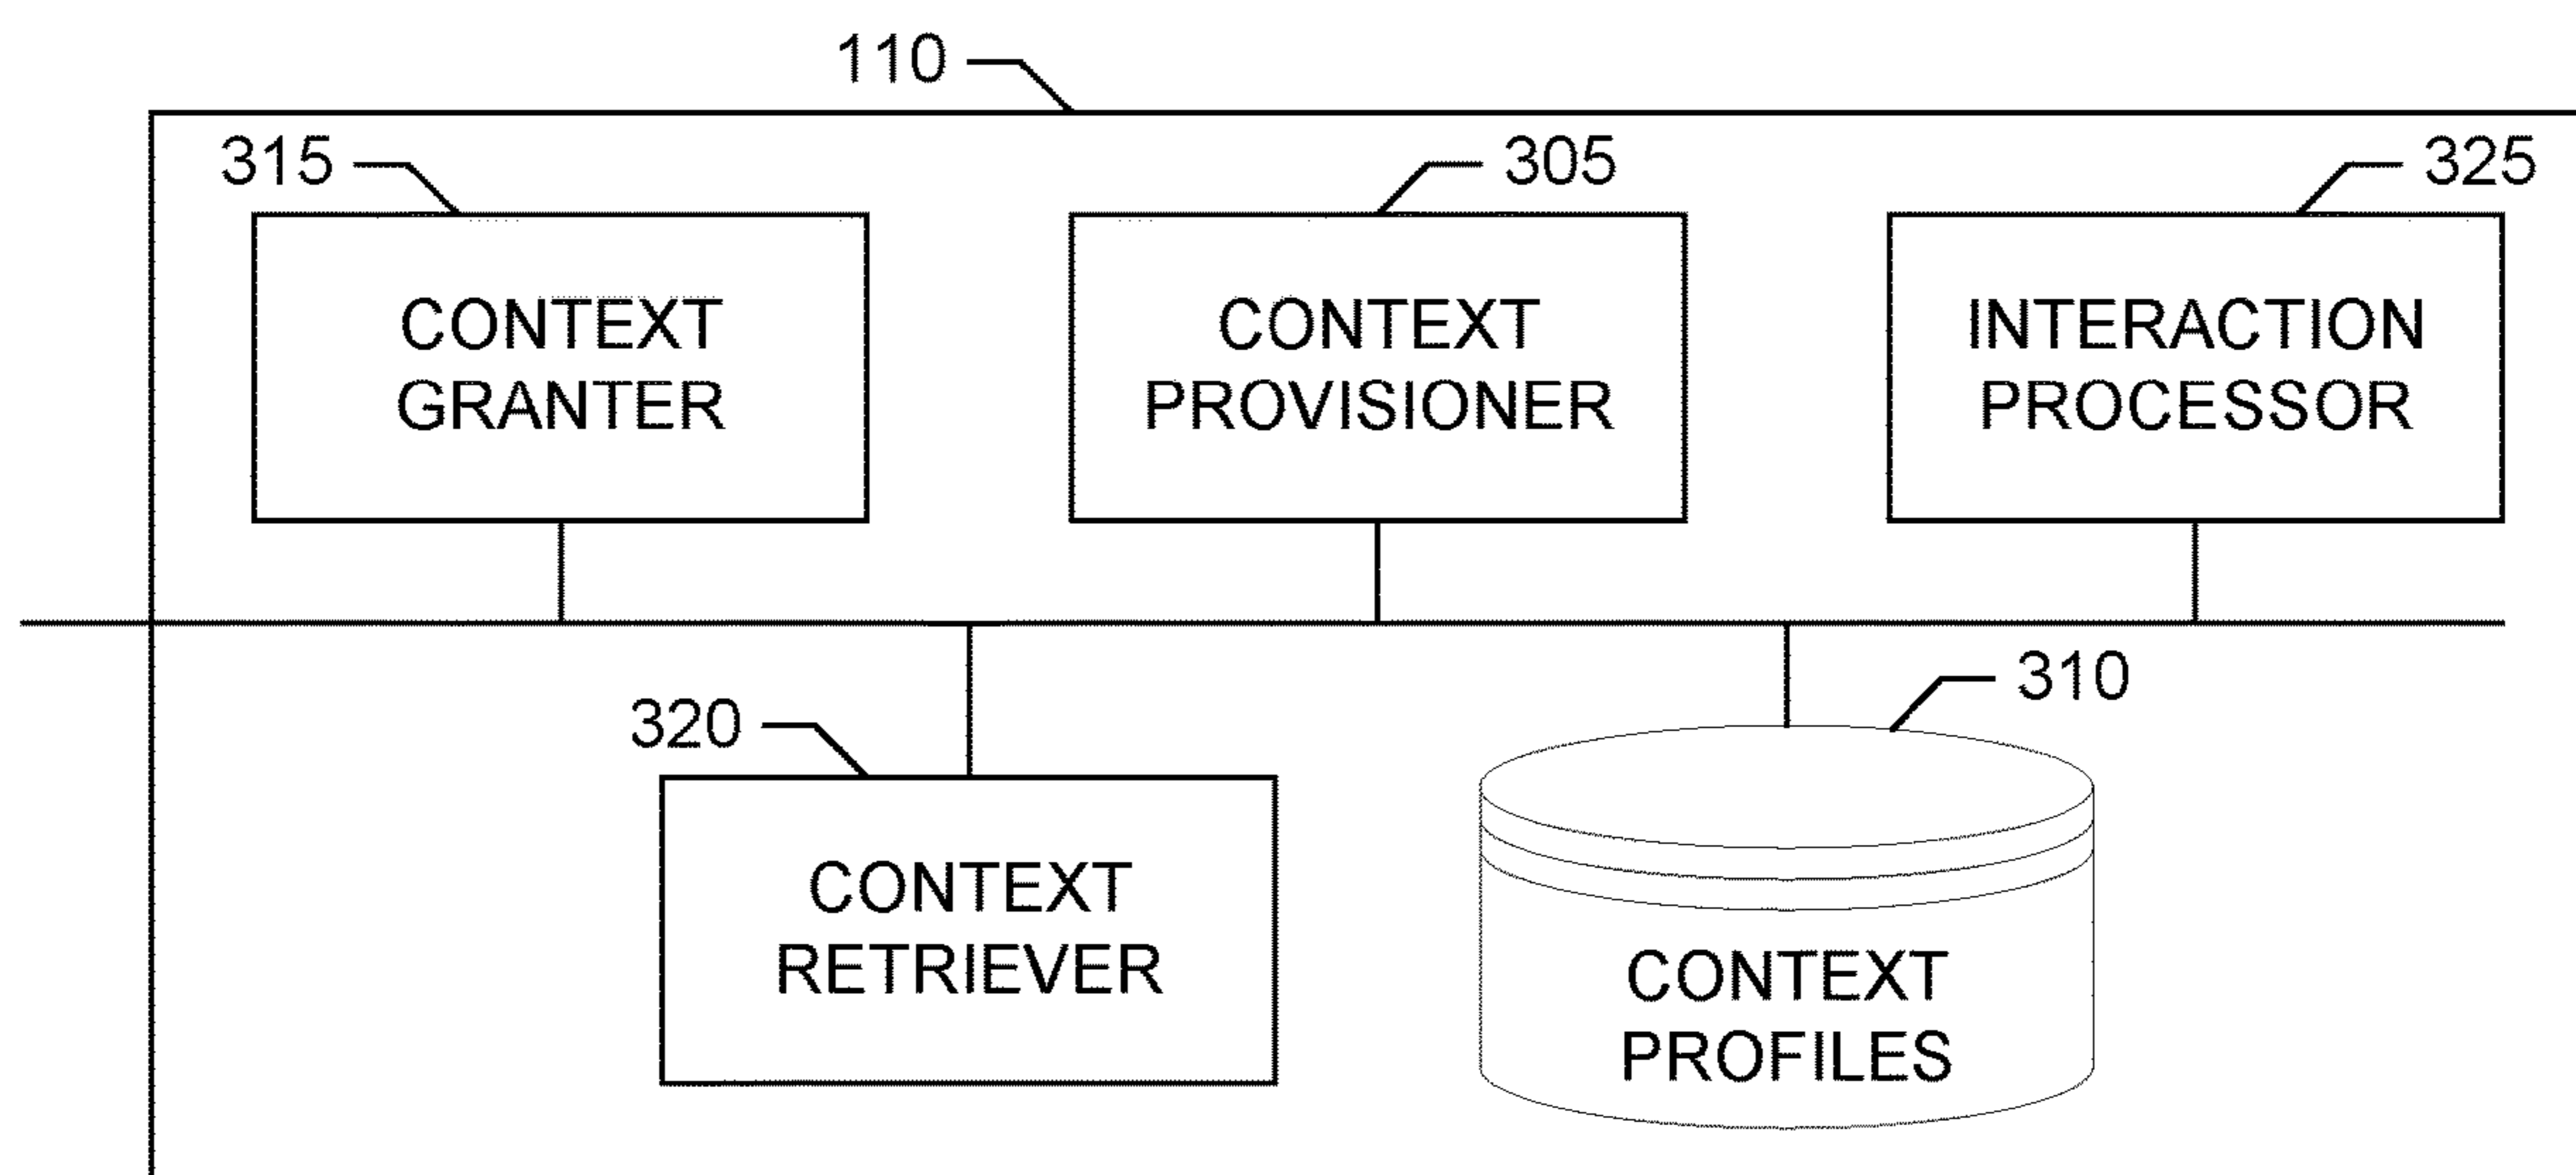 110
315
305
325
CONTEXT
GRANTER
CONTEXT
PROVISIONER
INTERACTION
PROCESSOR
320
310
CONTEXT
RETRIEVER
CONTEXT
PROFILES